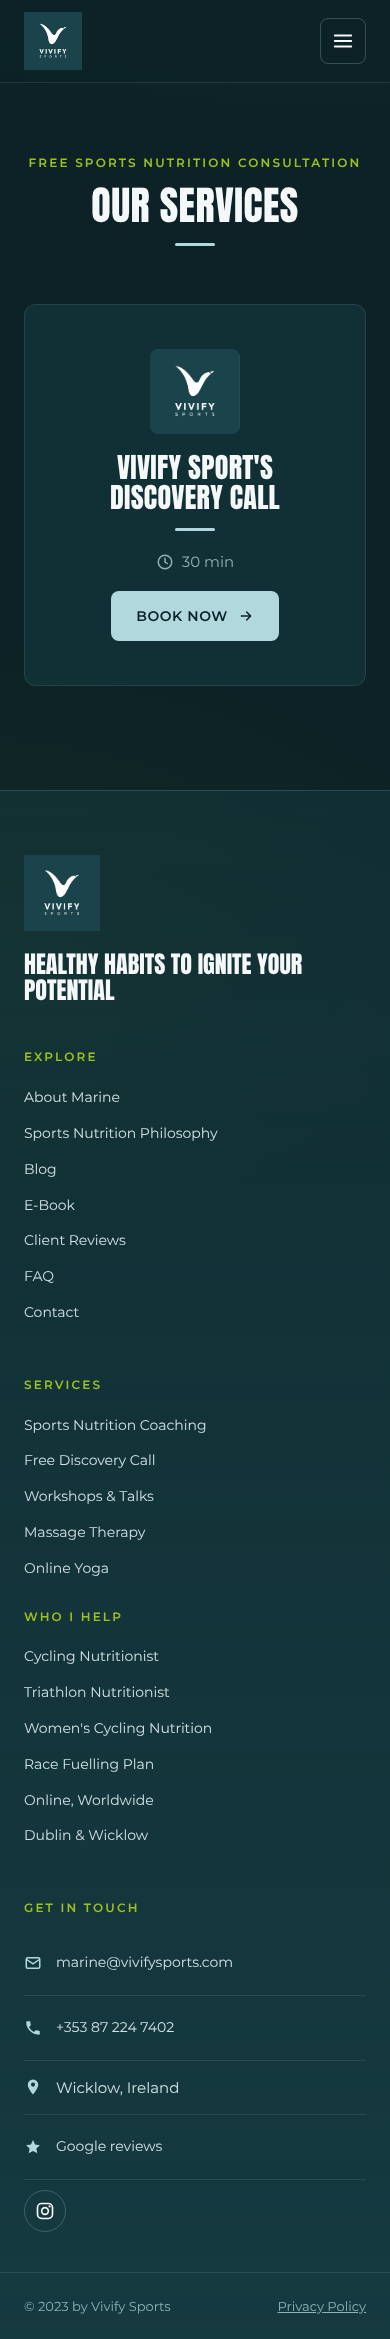 VIVIFY
SPORTS
FREE SPORTS NUTRITION CONSULTATION
OUR SERVICES
VIVIFY
SPORTS
VIVIFY SPORT'S
DISCOVERY CALL
30 min
BOOK NOW →
VIVIFY
SPORTS
HEALTHY HABITS TO IGNITE YOUR
POTENTIAL
EXPLORE
About Marine
Sports Nutrition Philosophy
Blog
E-Book
Client Reviews
FAQ
Contact
SERVICES
Sports Nutrition Coaching
Free Discovery Call
Workshops & Talks
Massage Therapy
Online Yoga
WHO I HELP
Cycling Nutritionist
Triathlon Nutritionist
Women's Cycling Nutrition
Race Fuelling Plan
Online, Worldwide
Dublin & Wicklow
GET IN TOUCH
marine@vivifysports.com
+353 87 224 7402
Wicklow, Ireland
Google reviews
© 2023 by Vivify Sports Privacy Policy